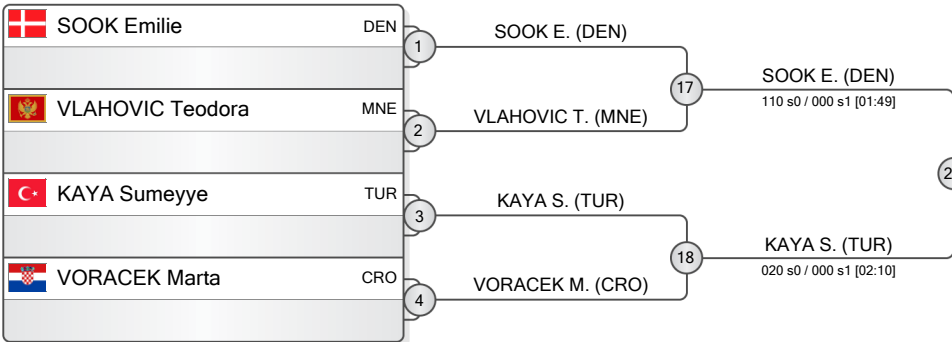 SOOK Emilie DEN
1
SOOK E. (DEN)
17
SOOK E. (DEN)
110 s0 / 000 s1 [01:49]
VLAHOVIC Teodora MNE
2
VLAHOVIC T. (MNE)
KAYA Sumeyye TUR
3
KAYA S. (TUR)
18
KAYA S. (TUR)
020 s0 / 000 s1 [02:10]
VORACEK Marta CRO
4
VORACEK M. (CRO)